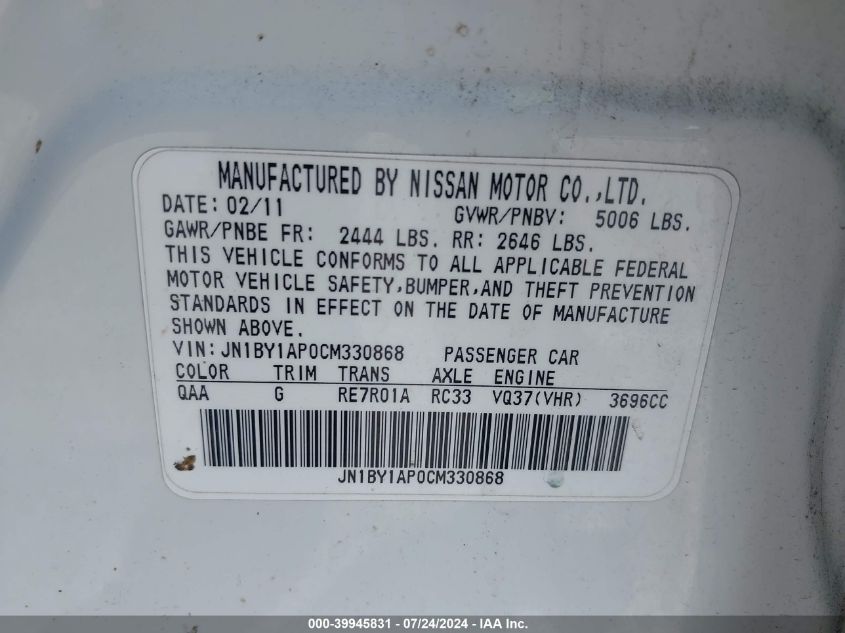 MANUFACTURED BY NISSAN MOTOR CO.,LTD.
DATE: 02/11 GVWR/PNBV: 5006 LBS.
GAWR/PNBE FR: 2444 LBS. RR: 2646 LBS.
THIS VEHICLE CONFORMS TO ALL APPLICABLE FEDERAL
MOTOR VEHICLE SAFETY,BUMPER,AND THEFT PREVENTION
STANDARDS IN EFFECT ON THE DATE OF MANUFACTURE
SHOWN ABOVE.
VIN: JN1BY1AP0CM330868 PASSENGER CAR
COLOR TRIM TRANS AXLE ENGINE
QAA G RE7R01A RC33 VQ37(VHR) 3696CC
JN1BY1AP0CM330868
000-39945831 - 07/24/2024 - IAA Inc.